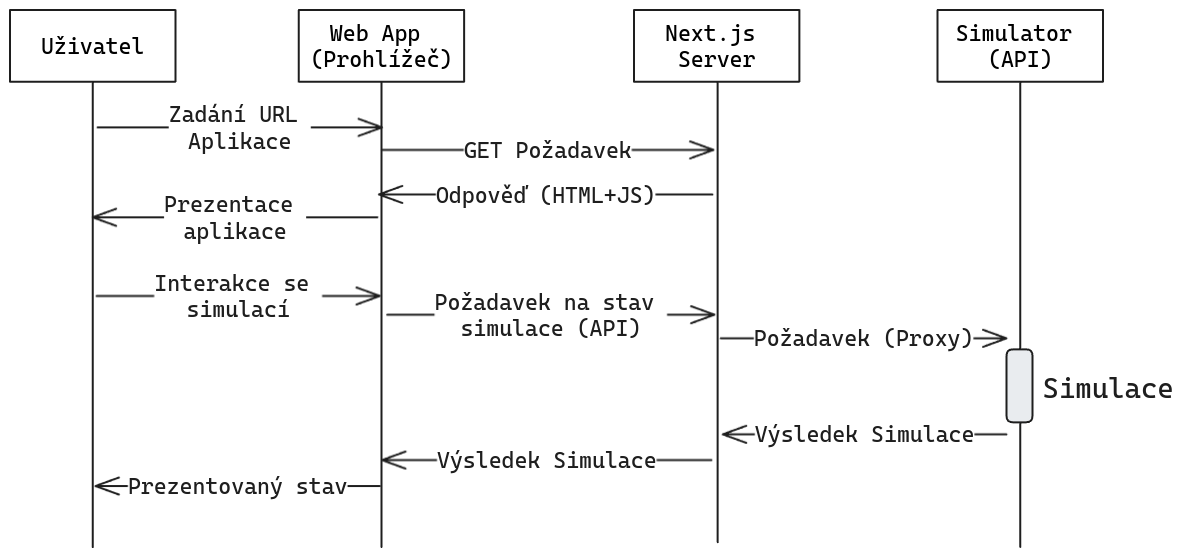 Uživatel
Web App
(Prohlížeč)
Next.js
Server
Simulator
(API)
Zadání URL
Aplikace
GET Požadavek
Odpověď (HTML+JS)
Prezentace
aplikace
Interakce se
simulací
Požadavek na stav
simulace (API)
Požadavek (Proxy)
Simulace
Výsledek Simulace
Výsledek Simulace
Prezentovaný stav